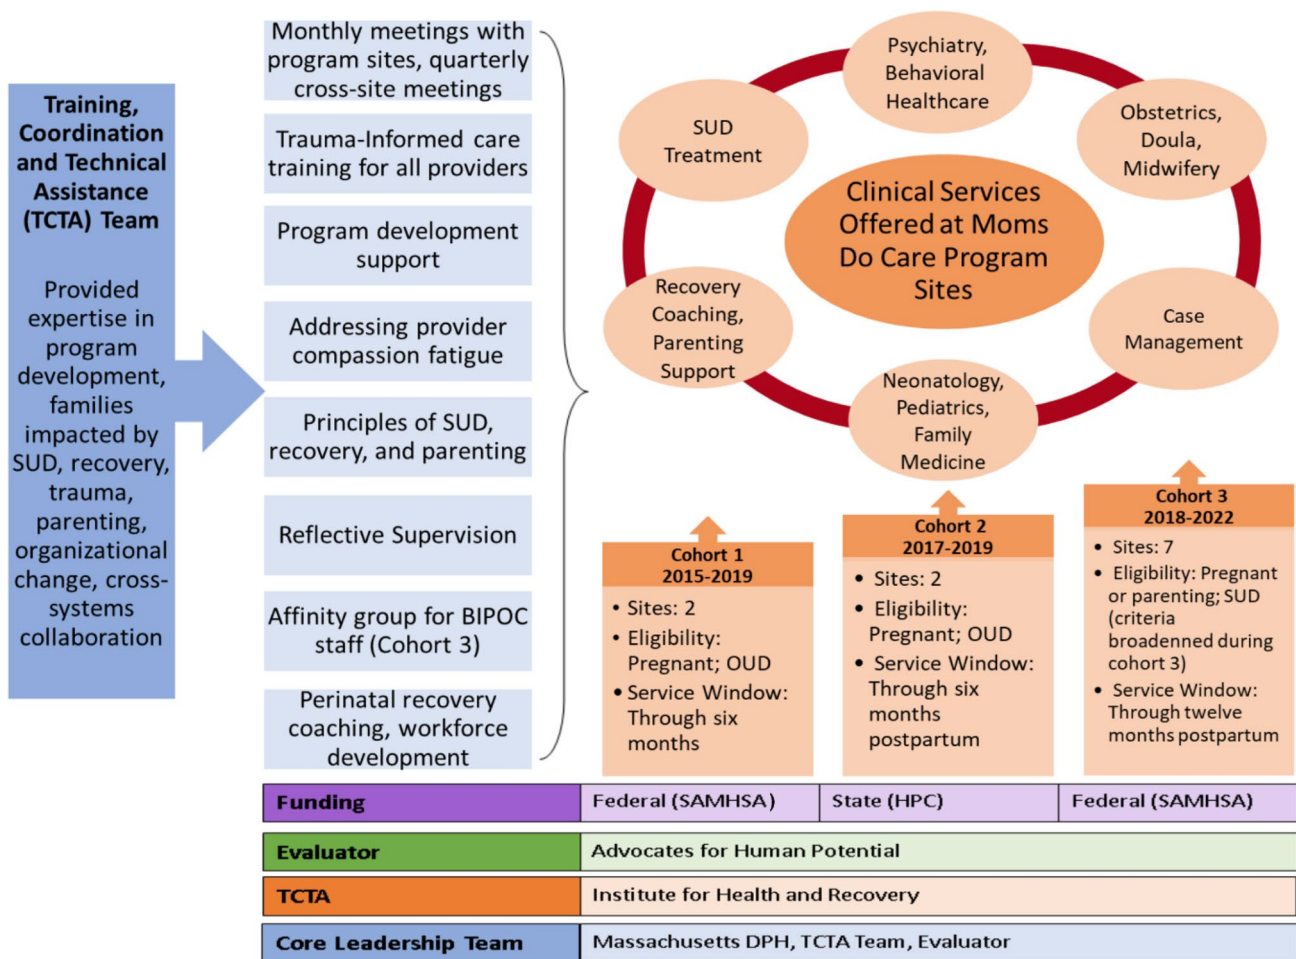 Training,
Coordination
and Technical
Assistance
(TCTA) Team
Provided
expertise in
program
development,
families
impacted by
SUD, recovery,
trauma,
parenting,
organizational
change, cross-
systems
collaboration
Monthly meetings with
program sites, quarterly
cross-site meetings
Trauma-Informed care
training for all providers
Program development
support
Addressing provider
compassion fatigue
Principles of SUD,
recovery, and parenting
Reflective Supervision
Affinity group for BIPOC
staff (Cohort 3)
Perinatal recovery
coaching, workforce
development
Psychiatry,
Behavioral
Healthcare
SUD
Treatment
Obstetrics,
Doula,
Midwifery
Clinical Services
Offered at Moms
Do Care Program
Sites
Recovery
Coaching,
Parenting
Support
Case
Management
Neonatology,
Pediatrics,
Family
Medicine
Cohort 1
2015-2019
• Sites: 2
• Eligibility:
Pregnant; OUD
• Service Window:
Through six
months
Cohort 2
2017-2019
• Sites: 2
• Eligibility:
Pregnant; OUD
• Service Window:
Through six
months
postpartum
Cohort 3
2018-2022
• Sites: 7
• Eligibility: Pregnant
or parenting; SUD
(criteria
broadenned during
cohort 3)
• Service Window:
Through twelve
months postpartum
Funding Federal (SAMHSA) State (HPC) Federal (SAMHSA)
Evaluator Advocates for Human Potential
TCTA Institute for Health and Recovery
Core Leadership Team Massachusetts DPH, TCTA Team, Evaluator